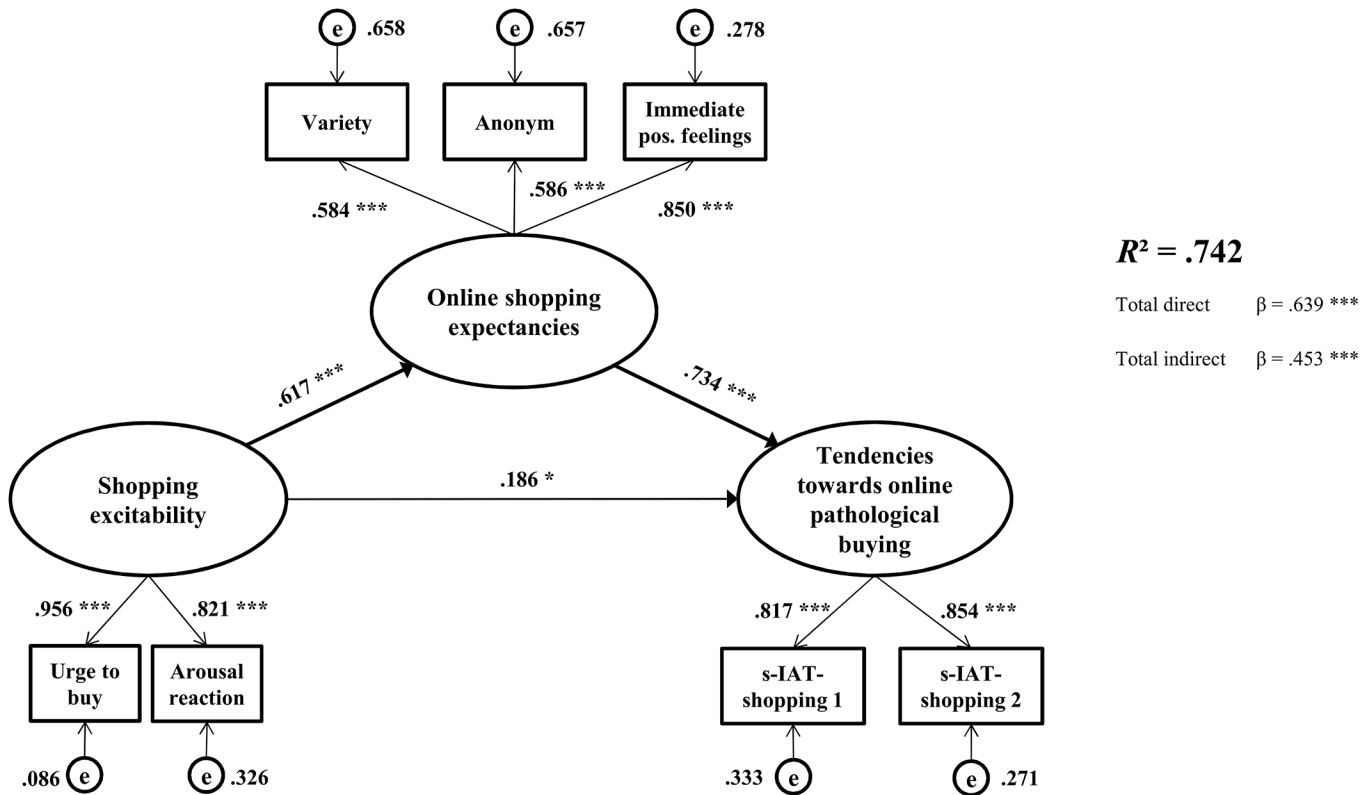 e .658
e .657
e .278
Variety
Anonym
Immediate
pos. feelings
.584 ***
.586 ***
.850 ***
R² = .742
Total direct β = .639 ***
Total indirect β = .453 ***
Online shopping
expectancies
.617 ***
.734 ***
Shopping
excitability
.186 *
Tendencies
towards online
pathological
buying
.956 ***
.821 ***
.817 ***
.854 ***
Urge to
buy
Arousal
reaction
s-IAT-
shopping 1
s-IAT-
shopping 2
.086 e
e .326
.333 e
e .271